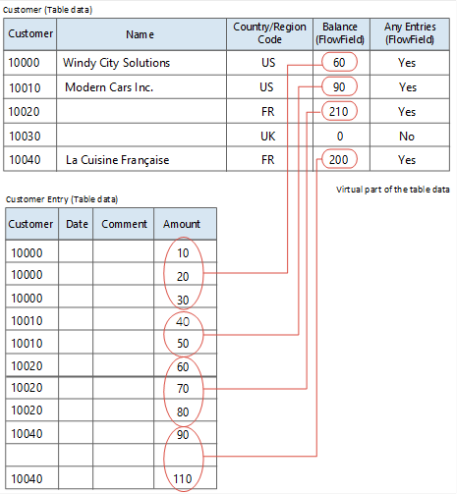 Customer (Table data)
Customer Name Country/Region Code Balance (FlowField) Any Entries (FlowField)
10000 Windy City Solutions US 60 Yes
10010 Modern Cars Inc. US 90 Yes
10020 FR 210 Yes
10030 UK 0 No
10040 La Cuisine Française FR 200 Yes
Virtual part of the table data
Customer Entry (Table data)
Customer Date Comment Amount
10000 10
10000 20
10000 30
10010 40
10010 50
10020 60
10020 70
10020 80
10040 90
10040 110